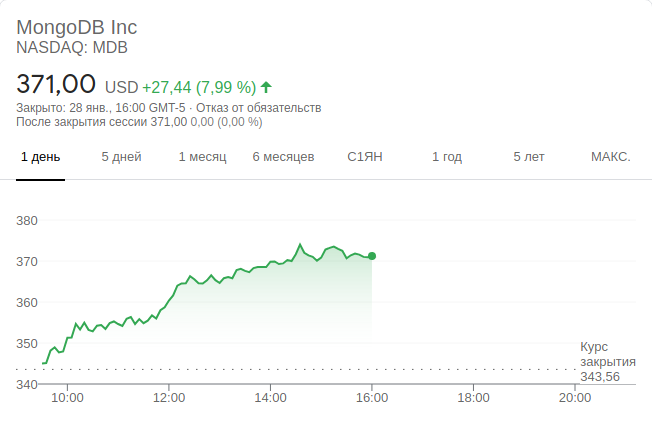 MongoDB Inc
NASDAQ: MDB
371,00 USD +27,44 (7,99 %)
Закрыто: 28 янв., 16:00 GMT-5 · Отказ от обязательств
После закрытия сессии 371,00 0,00 (0,00 %)
1 день 5 дней 1 месяц 6 месяцев С1ЯН 1 год 5 лет МАКС.
380
370
360
350
340
Курс
закрытия
343,56
10:00 12:00 14:00 16:00 18:00 20:00